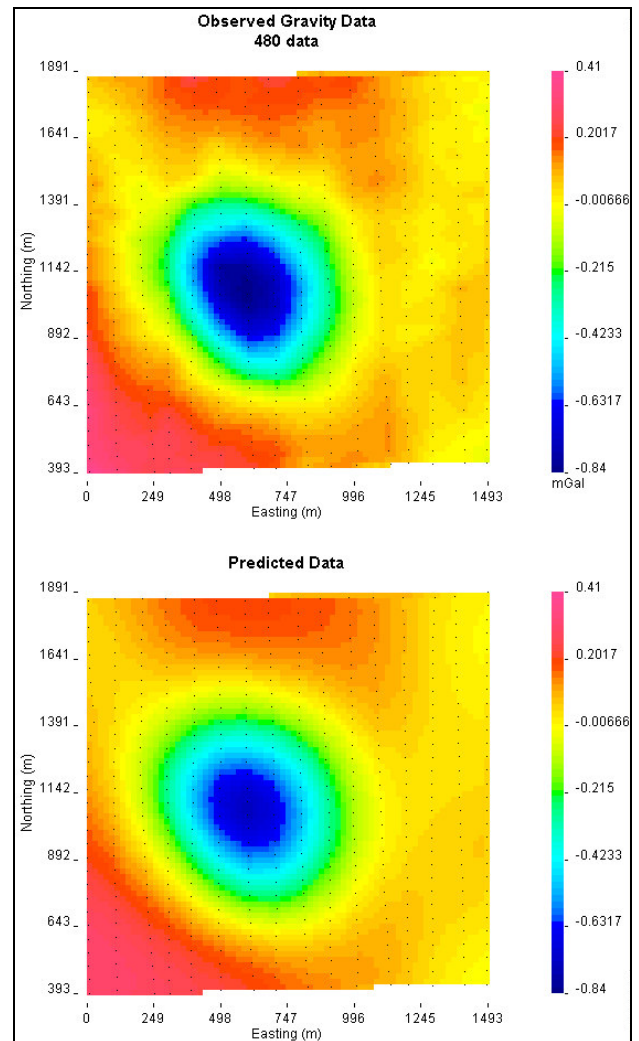 Observed Gravity Data
480 data
1891
1641
1391
1142
892
643
393
Northing (m)
0 249 498 747 996 1245 1493
Easting (m)
0.41
0.2017
-0.00666
-0.215
-0.4233
-0.6317
-0.84
mGal
Predicted Data
1891
1641
1391
1142
892
643
393
Northing (m)
0 249 498 747 996 1245 1493
Easting (m)
0.41
0.2017
-0.00666
-0.215
-0.4233
-0.6317
-0.84